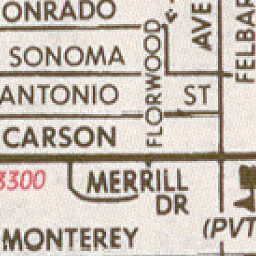 ONRADO
SONOMA
ANTONIO
ST
CARSON
FLORWOOD
AVE
FELBAR
3300
MERRILL
DR
(PVT
MONTEREY